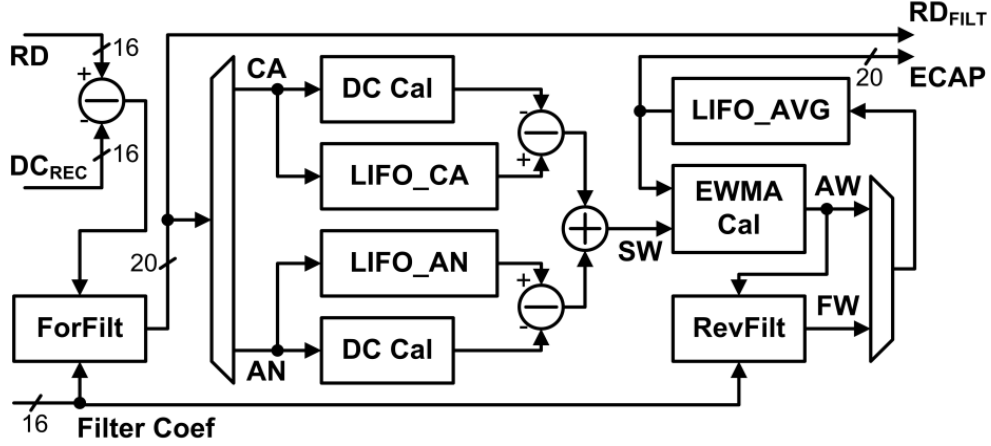 RD_FILT
16
RD
+
-
DC_REC
16
CA
DC Cal
-
+
LIFO_CA
20
ECAP
LIFO_AVG
EWMA
Cal
AW
SW
20
LIFO_AN
+
-
DC Cal
AN
ForFilt
RevFilt
FW
16
Filter Coef